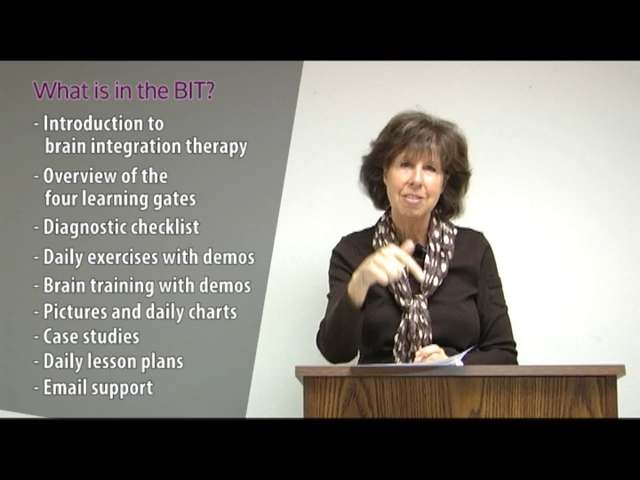 What is in the BIT?
- Introduction to
brain integration therapy
- Overview of the
four learning gates
- Diagnostic checklist
- Daily exercises with demos
- Brain training with demos
- Pictures and daily charts
- Case studies
- Daily lesson plans
- Email support